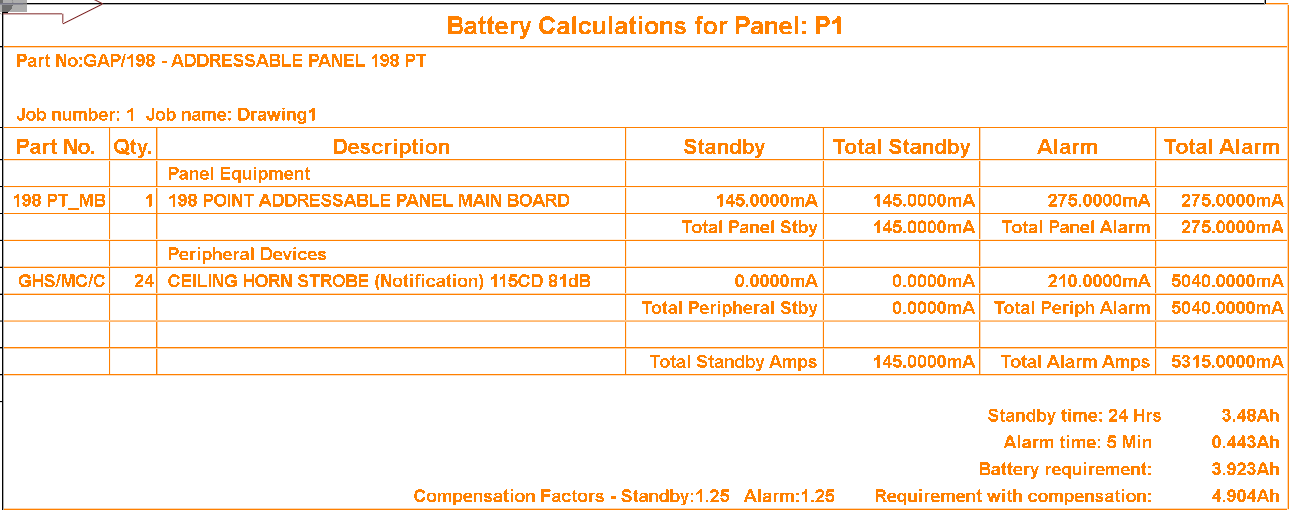 Battery Calculations for Panel: P1
Part No:GAP/198 - ADDRESSABLE PANEL 198 PT
Job number: 1 Job name: Drawing1
Part No. Qty. Description Standby Total Standby Alarm Total Alarm
Panel Equipment
198 PT_MB 1 198 POINT ADDRESSABLE PANEL MAIN BOARD 145.0000mA 145.0000mA 275.0000mA 275.0000mA
Total Panel Stby 145.0000mA Total Panel Alarm 275.0000mA
Peripheral Devices
GHS/MC/C 24 CEILING HORN STROBE (Notification) 115CD 81dB 0.0000mA 0.0000mA 210.0000mA 5040.0000mA
Total Peripheral Stby 0.0000mA Total Periph Alarm 5040.0000mA
Total Standby Amps 145.0000mA Total Alarm Amps 5315.0000mA
Standby time: 24 Hrs 3.48Ah
Alarm time: 5 Min 0.443Ah
Battery requirement: 3.923Ah
Compensation Factors - Standby:1.25 Alarm:1.25 Requirement with compensation: 4.904Ah